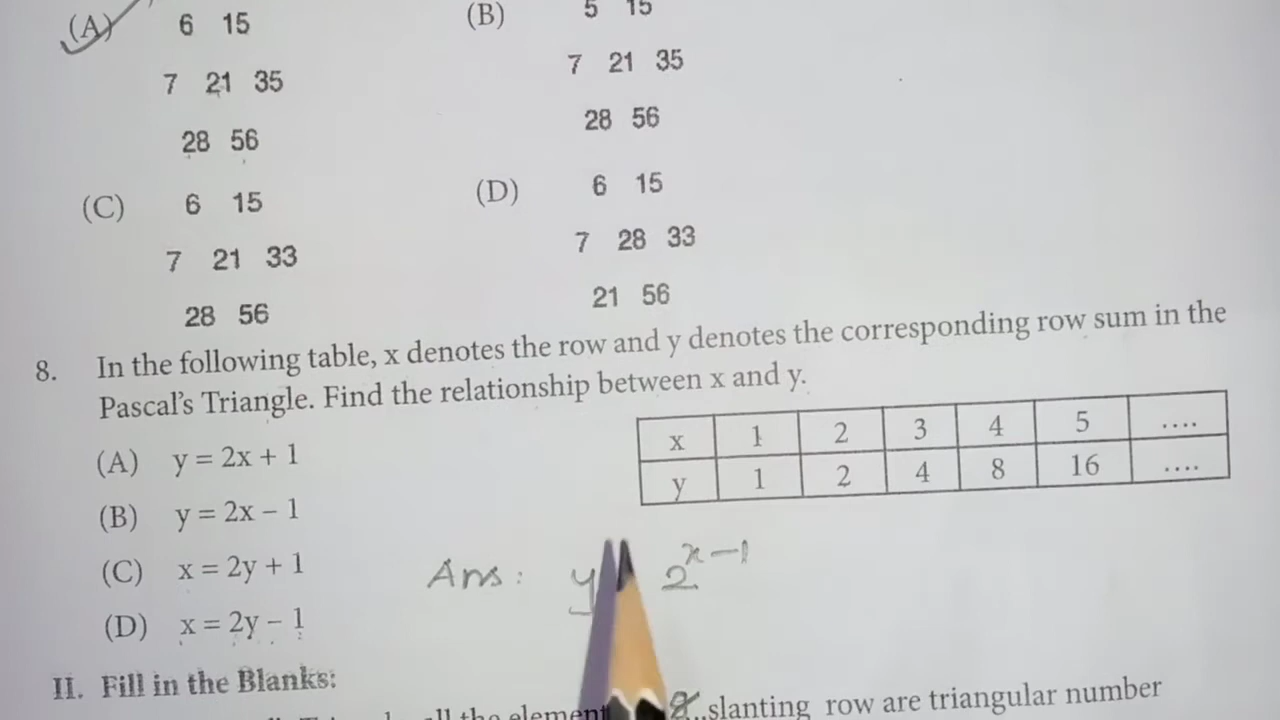 (A) 6 15 (B) 5 15
7 21 35 7 21 35
28 56 28 56
(C) 6 15 (D) 6 15
7 21 33 7 28 33
28 56 21 56
8. In the following table, x denotes the row and y denotes the corresponding row sum in the
Pascal's Triangle. Find the relationship between x and y.
x 1 2 3 4 5 ....
y 1 2 4 8 16 ....
(A) y = 2x + 1
(B) y = 2x – 1
(C) x = 2y + 1
(D) x = 2y – 1
Ans: y 2^{x-1}
II. Fill in the Blanks:
all the element slanting row are triangular number